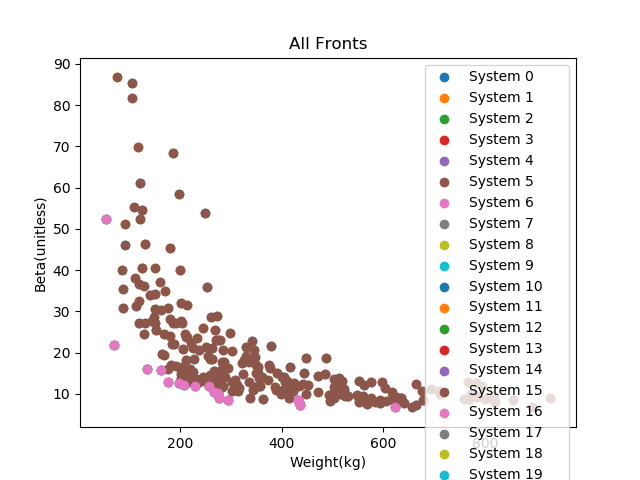 All Fronts
Beta(unitless)
90
80
70
60
50
40
30
20
10
200
400
600
800
Weight(kg)
System 0
System 1
System 2
System 3
System 4
System 5
System 6
System 7
System 8
System 9
System 10
System 11
System 12
System 13
System 14
System 15
System 16
System 17
System 18
System 19